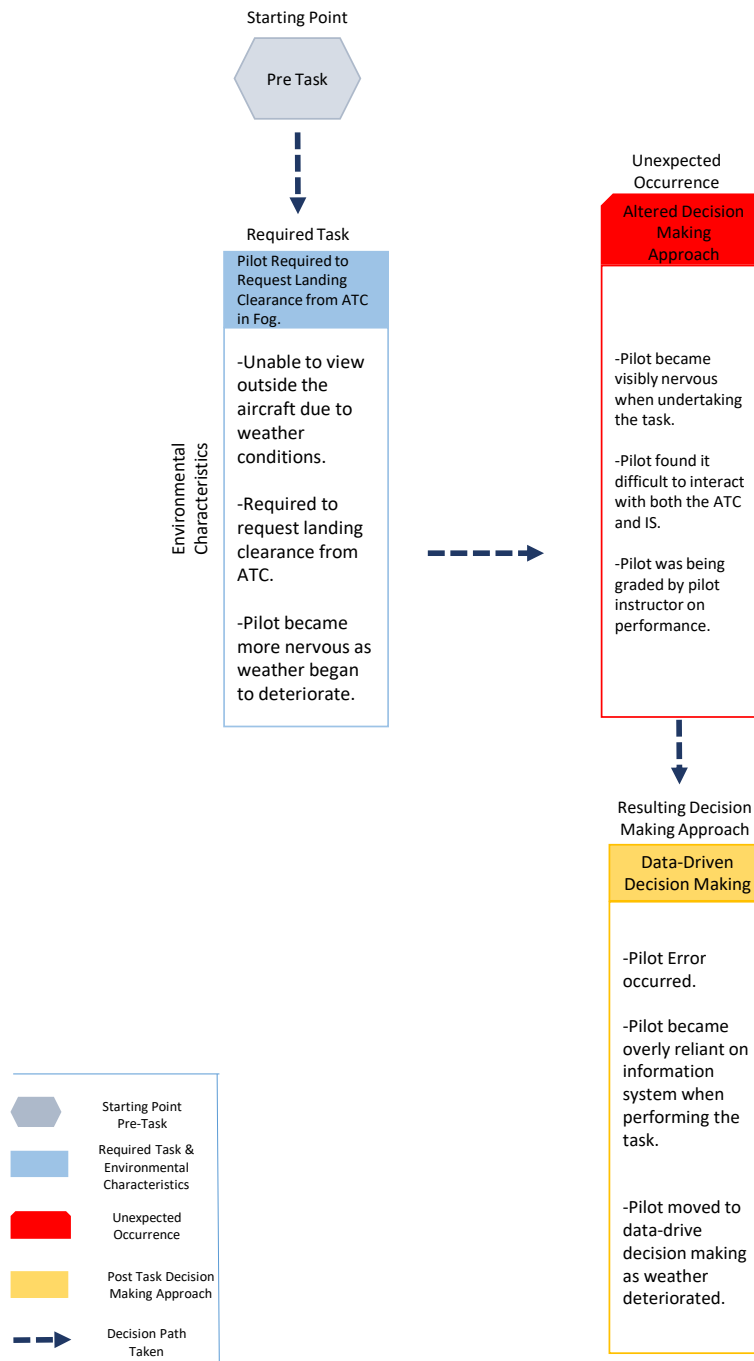 Starting Point
Pre Task
Required Task
Pilot Required to
Request Landing
Clearance from ATC
in Fog.
-Unable to view
outside the
aircraft due to
weather
conditions.
-Required to
request landing
clearance from
ATC.
-Pilot became
more nervous as
weather began
to deteriorate.
Environmental
Characteristics
Unexpected
Occurrence
Altered Decision
Making
Approach
-Pilot became
visibly nervous
when undertaking
the task.
-Pilot found it
difficult to interact
with both the ATC
and IS.
-Pilot was being
graded by pilot
instructor on
performance.
Resulting Decision
Making Approach
Data-Driven
Decision Making
-Pilot Error
occurred.
-Pilot became
overly reliant on
information
system when
performing the
task.
-Pilot moved to
data-drive
decision making
as weather
deteriorated.
Starting Point
Pre-Task
Required Task &
Environmental
Characteristics
Unexpected
Occurrence
Post Task Decision
Making Approach
Decision Path
Taken